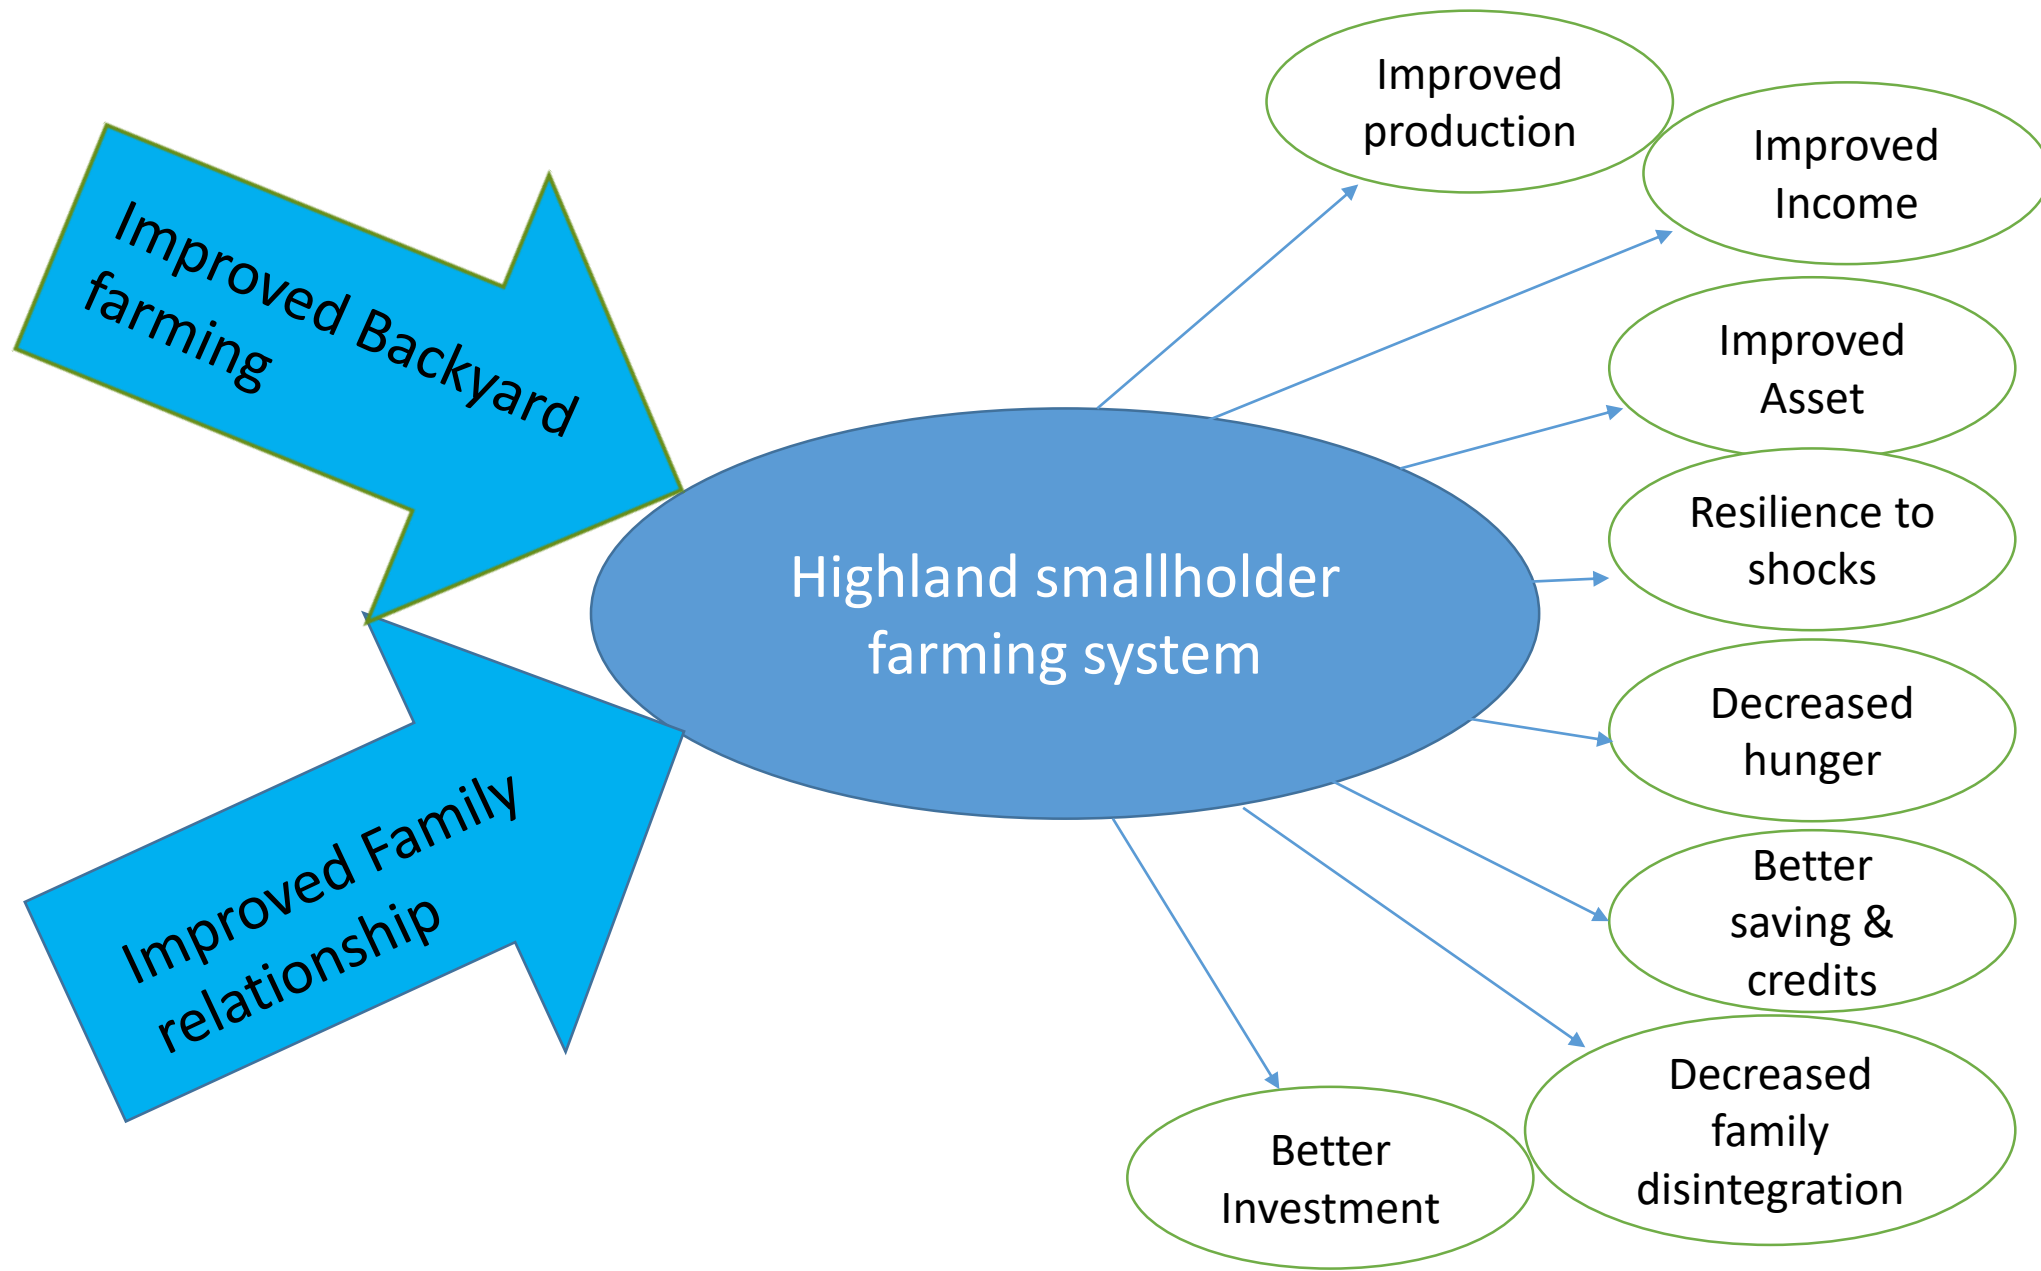 Improved Backyard
farming
Improved Family
relationship
Highland smallholder
farming system
Improved
production
Improved
Income
Improved
Asset
Resilience to
shocks
Decreased
hunger
Better
saving &
credits
Decreased
family
disintegration
Better
Investment